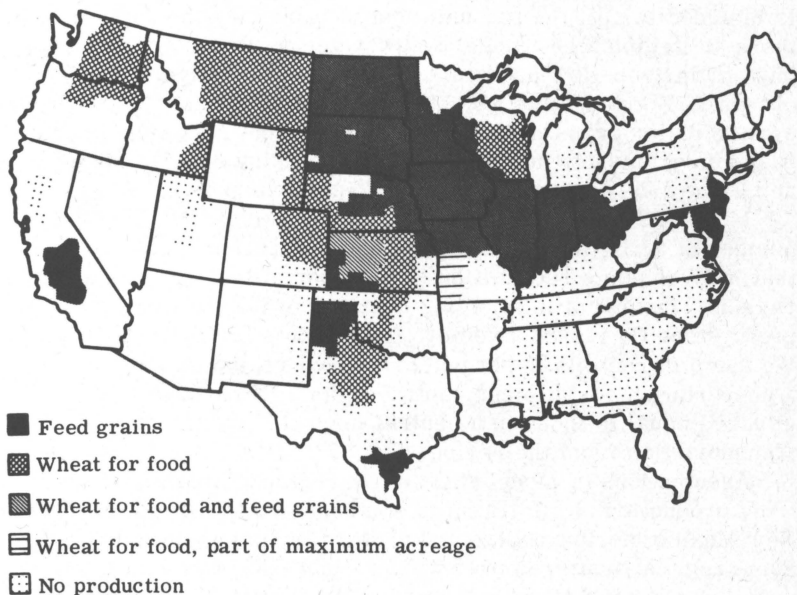 Feed grains
Wheat for food
Wheat for food and feed grains
Wheat for food, part of maximum acreage
No production